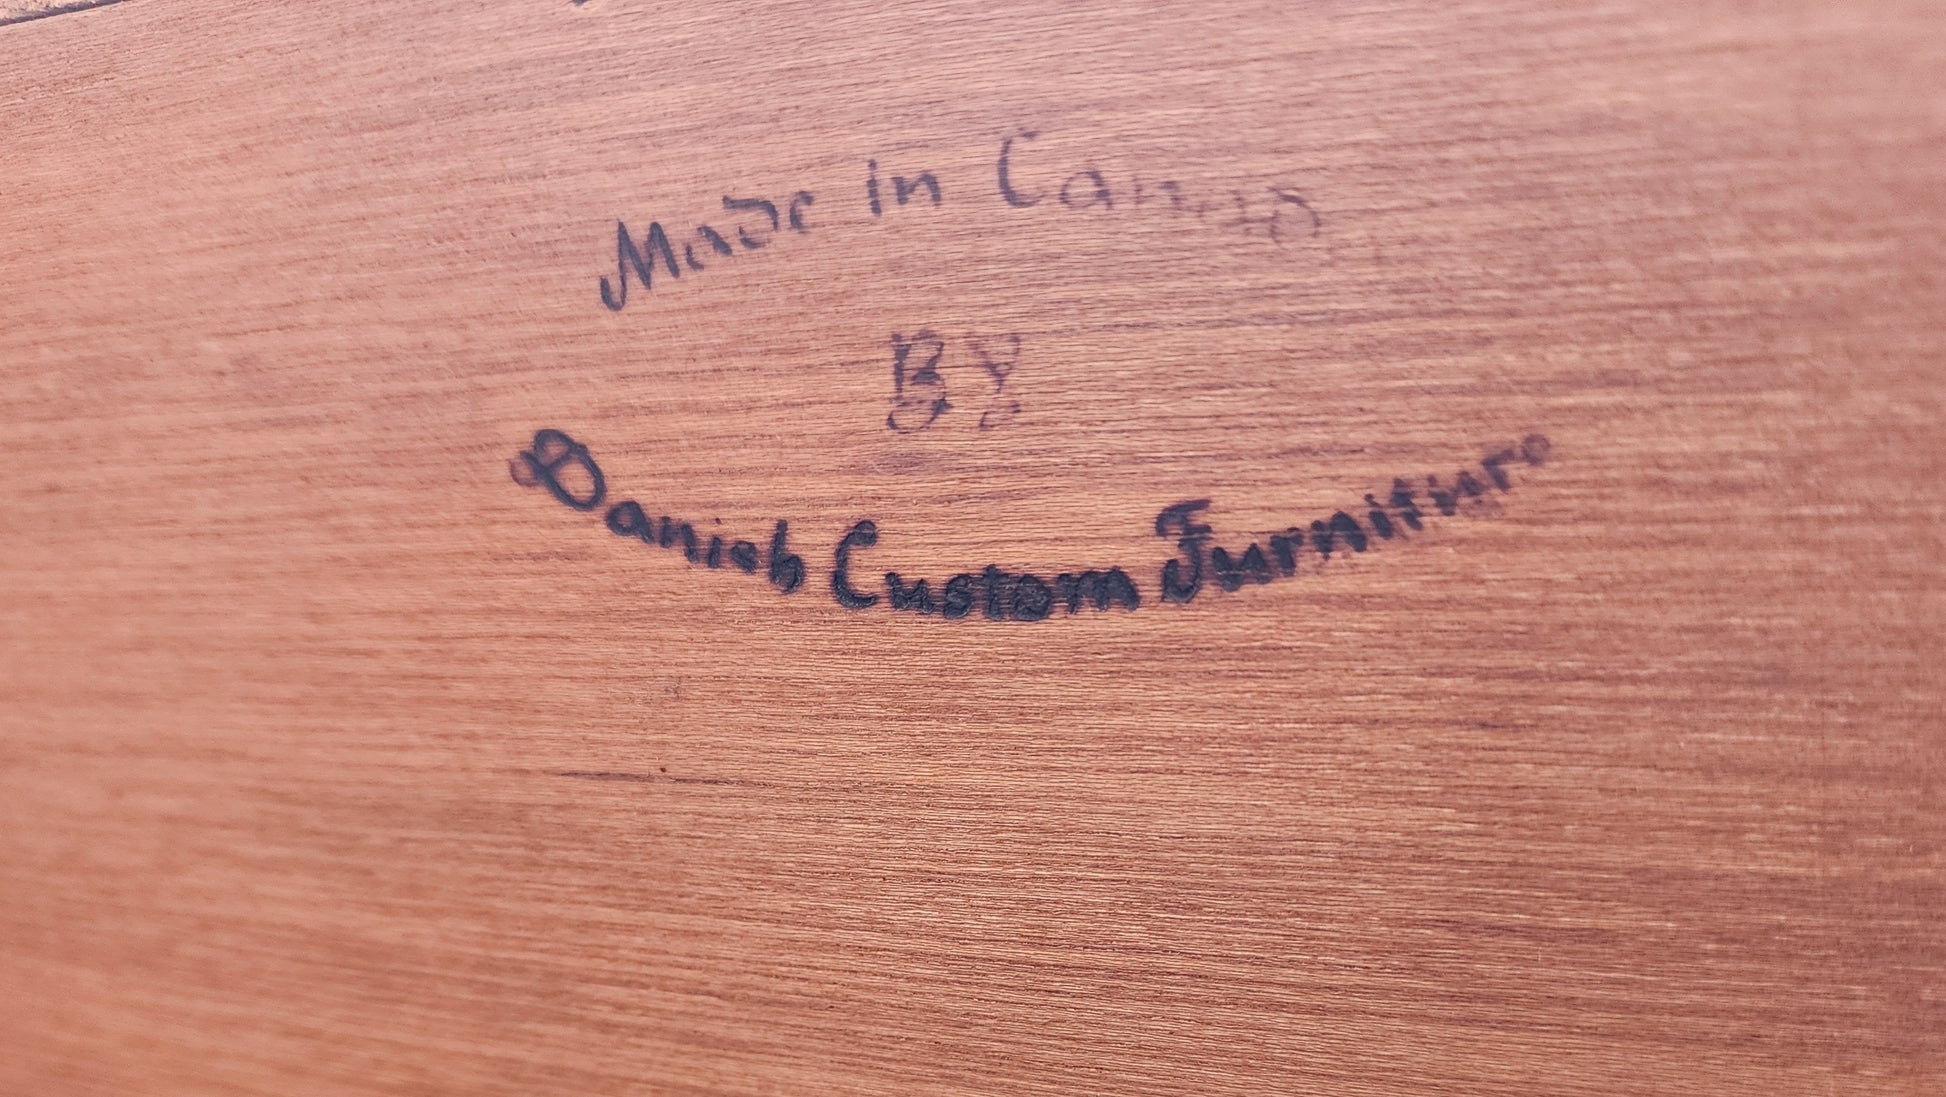 Made in Canada
BY
Danish Custom Furniture